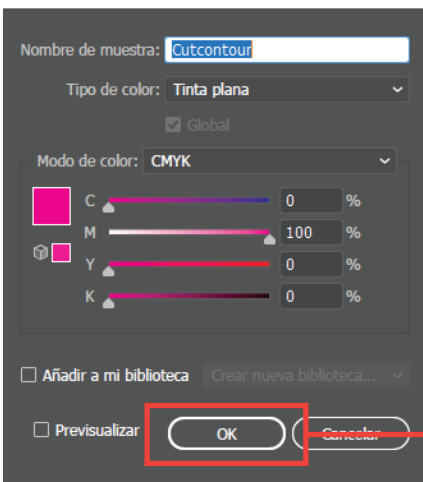 Nombre de muestra: Cutcontour
Tipo de color: Tinta plana
Global
Modo de color: CMYK
C 0 %
M 100 %
Y 0 %
K 0 %
Añadir a mi biblioteca Crear nueva biblioteca...
Previsualizar OK Cancelar